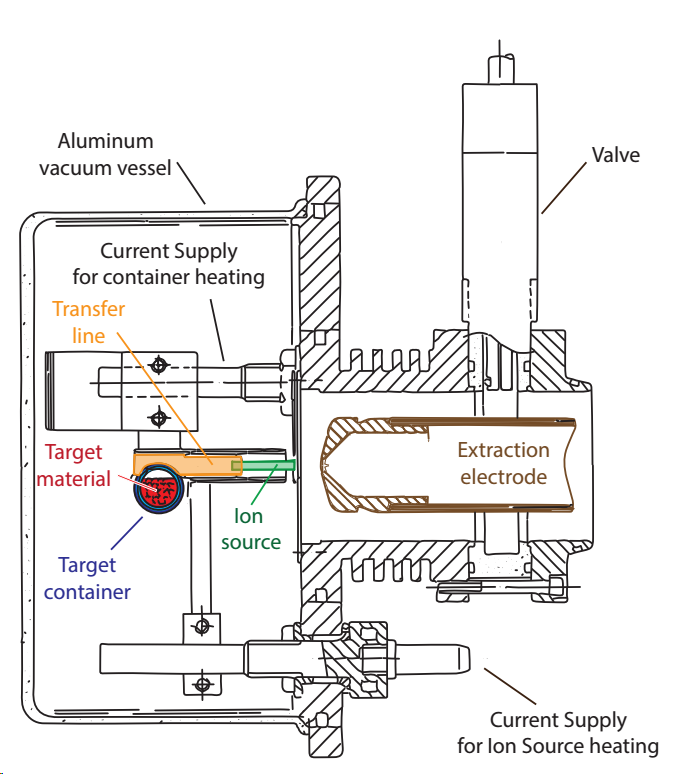 Aluminum
vacuum vessel
Valve
Current Supply
for container heating
Transfer
line
Target
material
Extraction
electrode
Ion
source
Target
container
Current Supply
for Ion Source heating